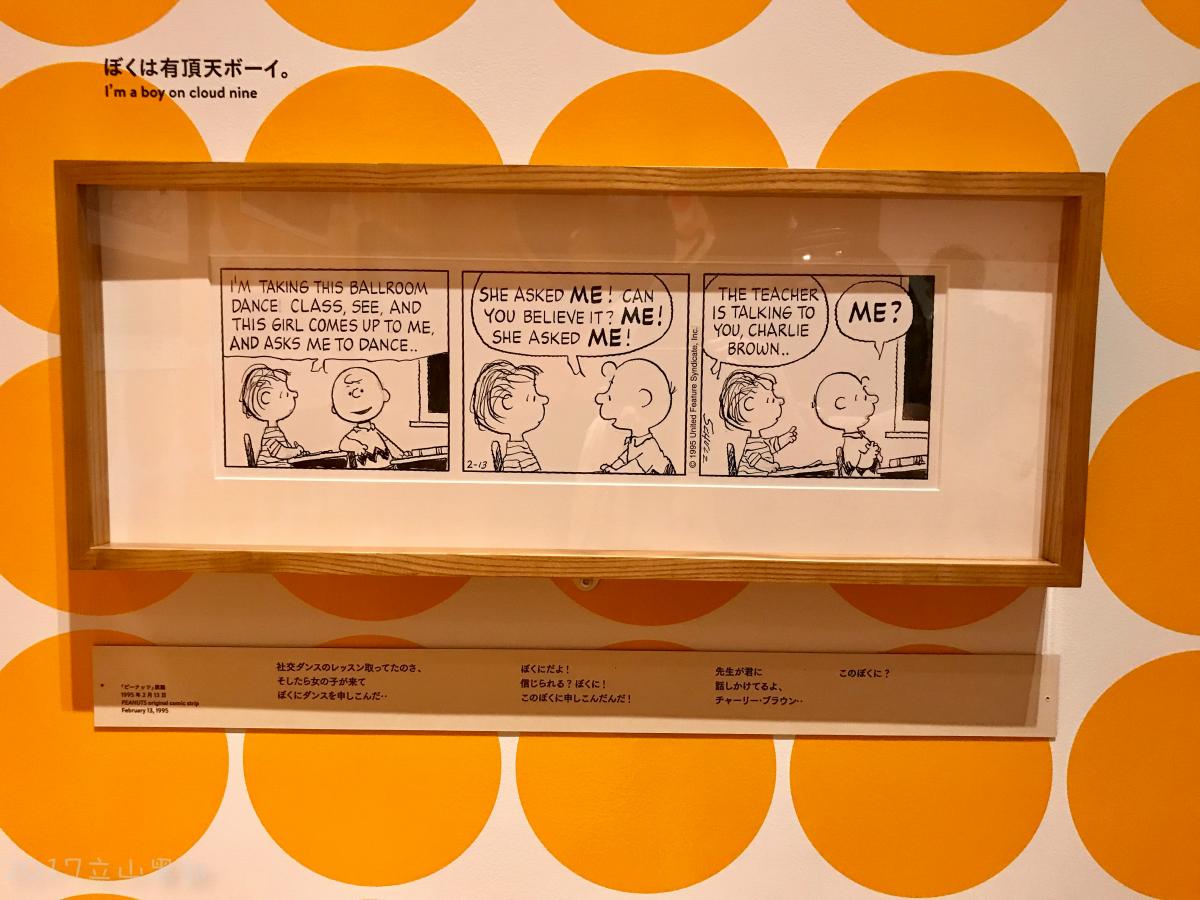 ぼくは有頂天ボーイ。
I'm a boy on cloud nine
I'M TAKING THIS BALLROOM
DANCE CLASS, SEE, AND
THIS GIRL COMES UP TO ME,
AND ASKS ME TO DANCE..
SHE ASKED ME! CAN
YOU BELIEVE IT? ME!
SHE ASKED ME!
2-13
© 1995 United Feature Syndicate, Inc.
THE TEACHER
IS TALKING TO
YOU, CHARLIE
BROWN..
ME?
SCHULZ
「ピーナッツ」原画
1995年2月13日
PEANUTS original comic strip
February 13, 1995
社交ダンスのレッスン取ってたのさ、
そしたら女の子が来て
ぼくにダンスを申しこんだ‥
ぼくにだよ！
信じられる？ぼくに！
このぼくに申しこんだんだ！
先生が君に
話しかけてるよ、
チャーリー・ブラウン‥
このぼくに？